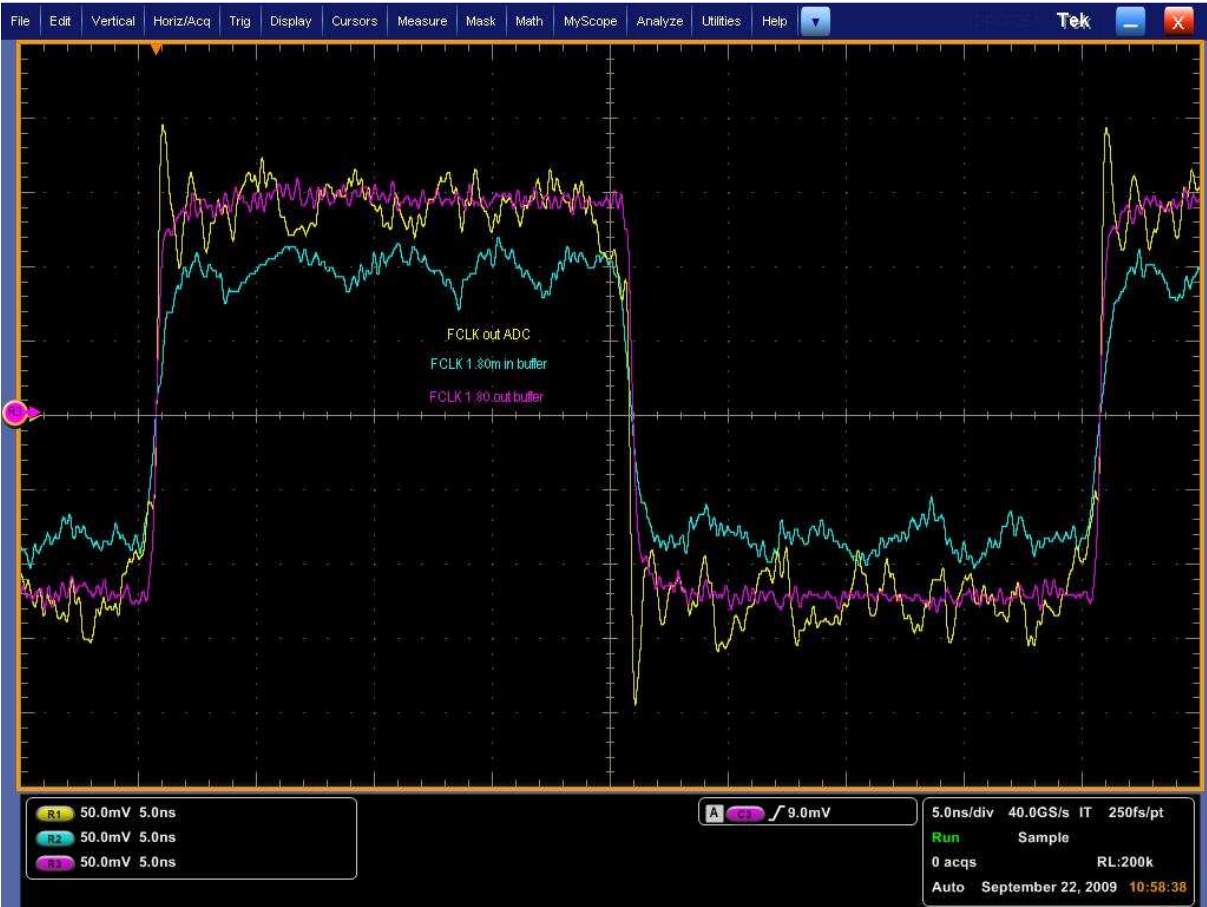 File Edit Vertical Horiz/Acq Trig Display Cursors Measure Mask Math MyScope Analyze Utilities Help Tek X
FCLK out ADC
FCLK 1.80m in buffer
FCLK 1.80.out buffer
R3
R1 50.0mV 5.0ns
R2 50.0mV 5.0ns
R3 50.0mV 5.0ns
A C3 9.0mV
5.0ns/div 40.0GS/s IT 250fs/pt
Run Sample
0 acqs RL:200k
Auto September 22, 2009 10:58:38